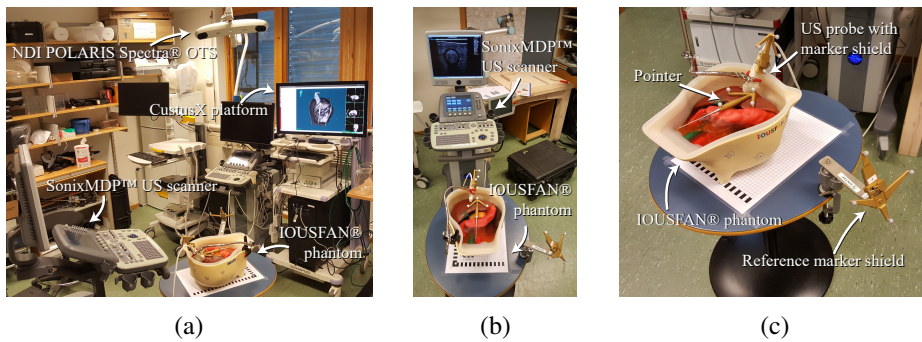 NDI POLARIS Spectra® OTS
CustusX platform
SonixMDP™ US scanner
IOUSFAN®
phantom
(a)
SonixMDP™
US scanner
IOUSFAN®
phantom
(b)
US probe with
marker shield
Pointer
IOUSF
IOUSFAN® phantom
Reference marker shield
(c)